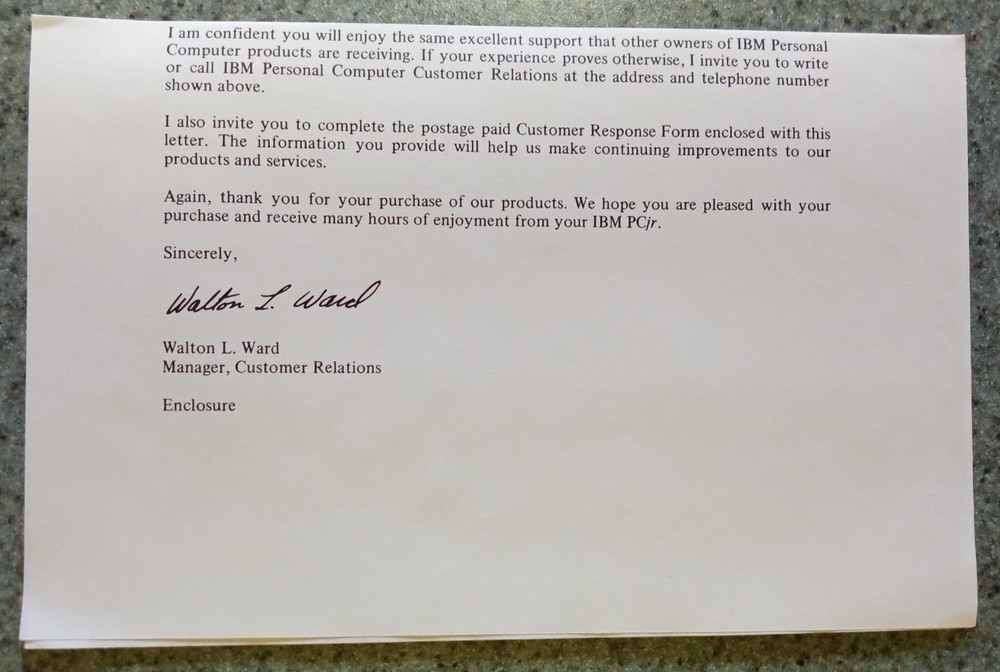 I am confident you will enjoy the same excellent support that other owners of IBM Personal
Computer products are receiving. If your experience proves otherwise, I invite you to write
or call IBM Personal Computer Customer Relations at the address and telephone number
shown above.
I also invite you to complete the postage paid Customer Response Form enclosed with this
letter. The information you provide will help us make continuing improvements to our
products and services.
Again, thank you for your purchase of our products. We hope you are pleased with your
purchase and receive many hours of enjoyment from your IBM PCjr.
Sincerely,
Walton L. Ward
Walton L. Ward
Manager, Customer Relations
Enclosure